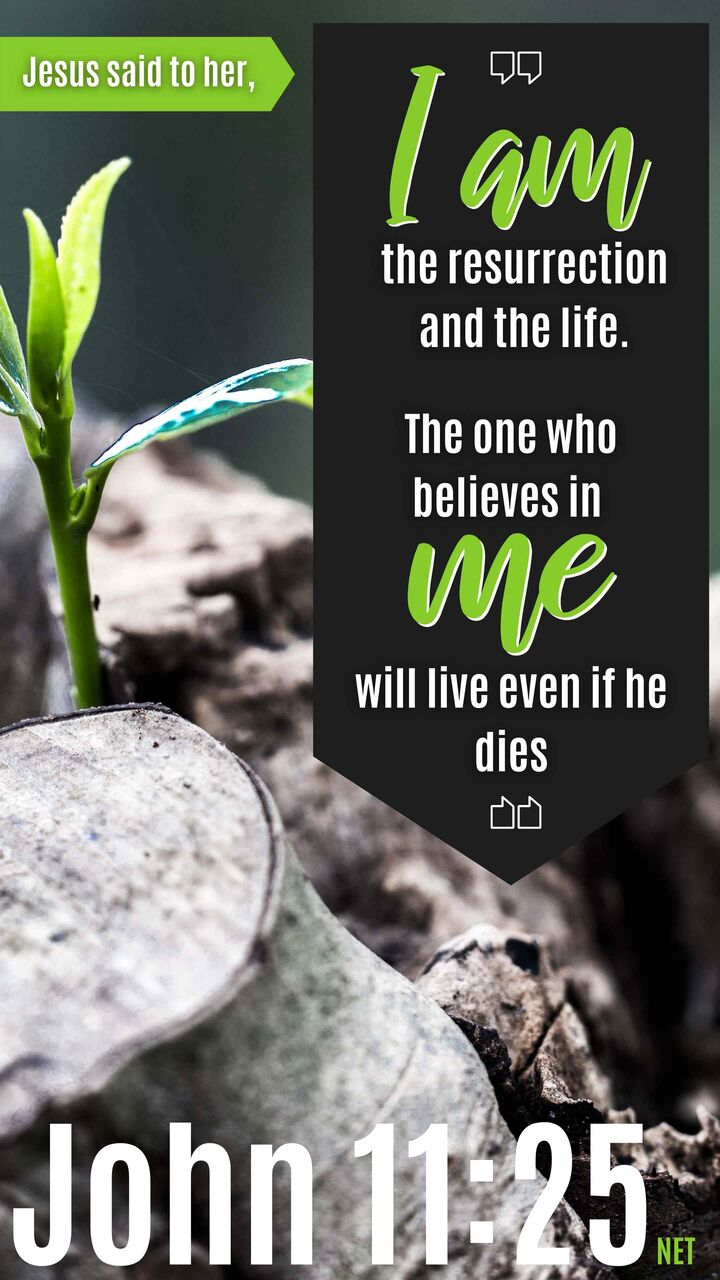 Jesus said to her,
I am
the resurrection
and the life.
The one who
believes in
me
will live even if he
dies
John 11:25
NET